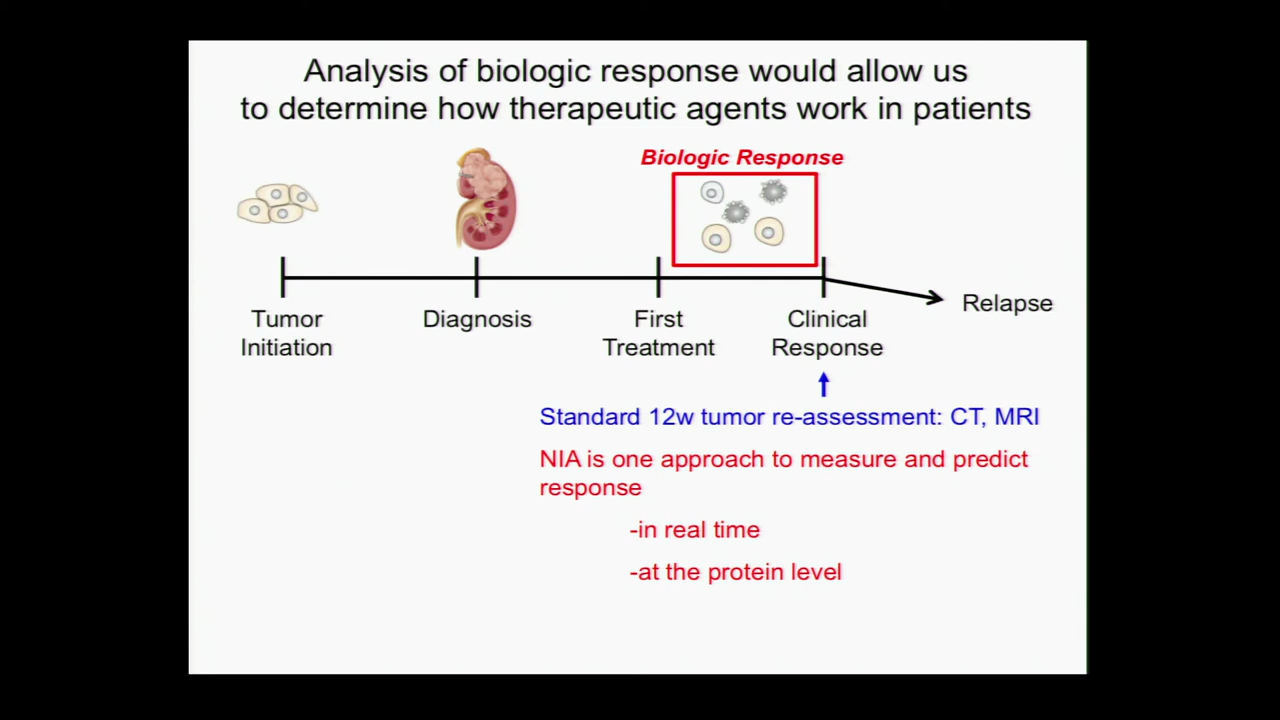 Analysis of biologic response would allow us
to determine how therapeutic agents work in patients
Biologic Response
Tumor
Initiation
Diagnosis
First
Treatment
Clinical
Response
Relapse
Standard 12w tumor re-assessment: CT, MRI
NIA is one approach to measure and predict
response
-in real time
-at the protein level